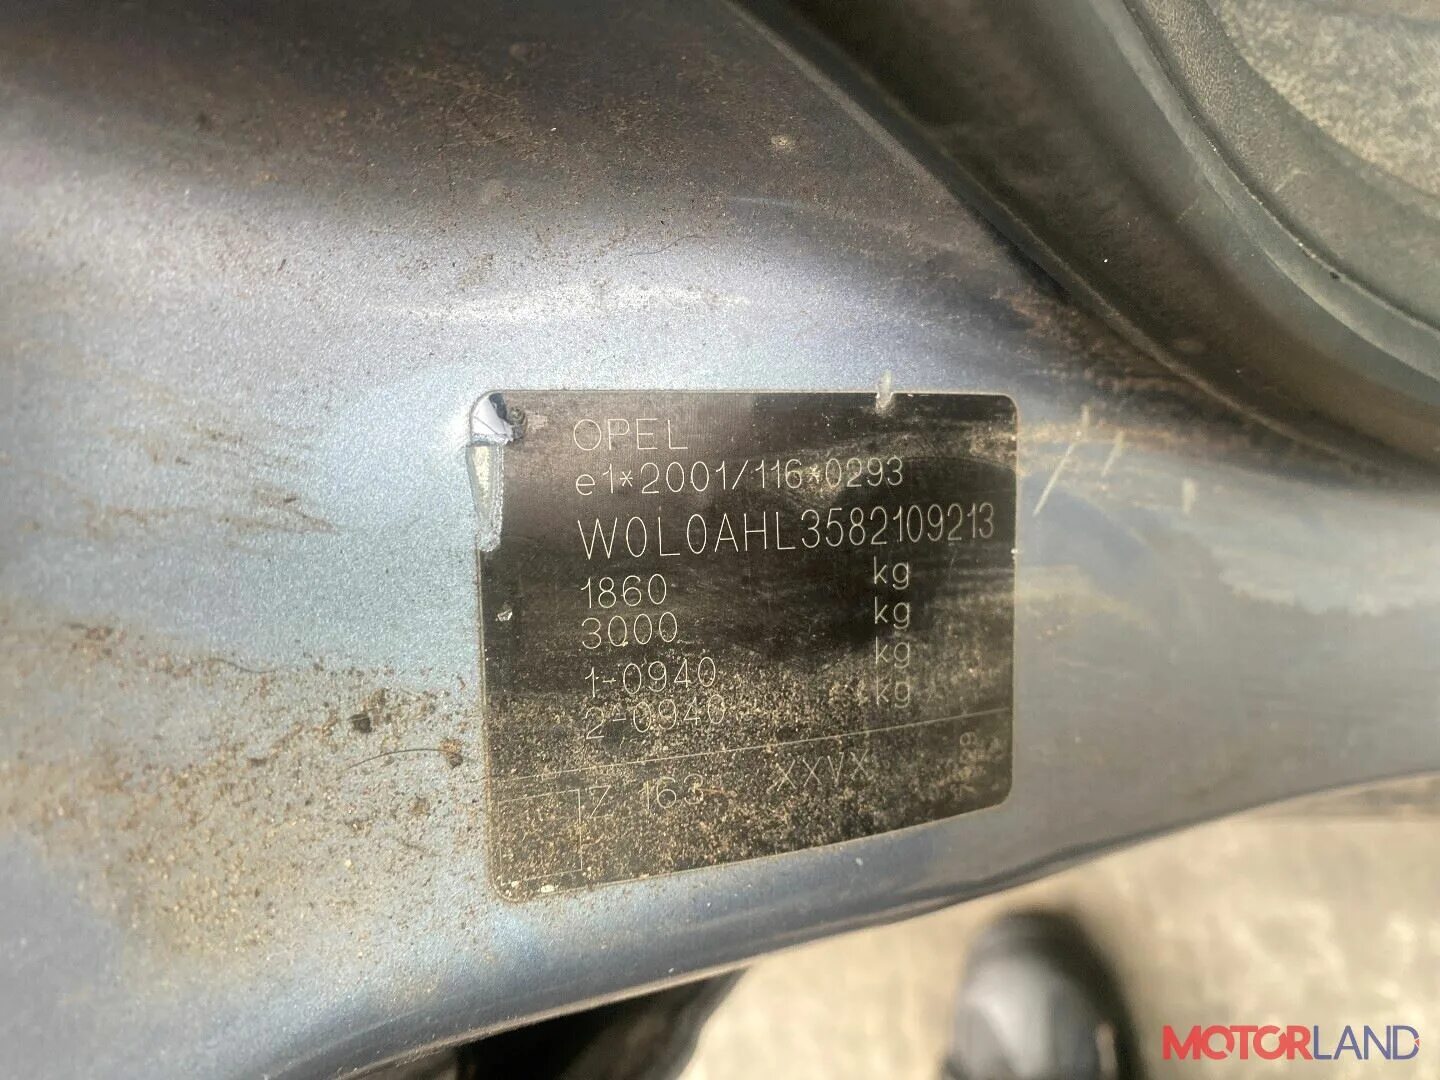 OPEL
e1*2001/116*0293
W0L0AHL3582109213
1860 kg
3000 kg
1-0940 kg
2-0940 kg
1Z 163 XXVX
MOTORLAND